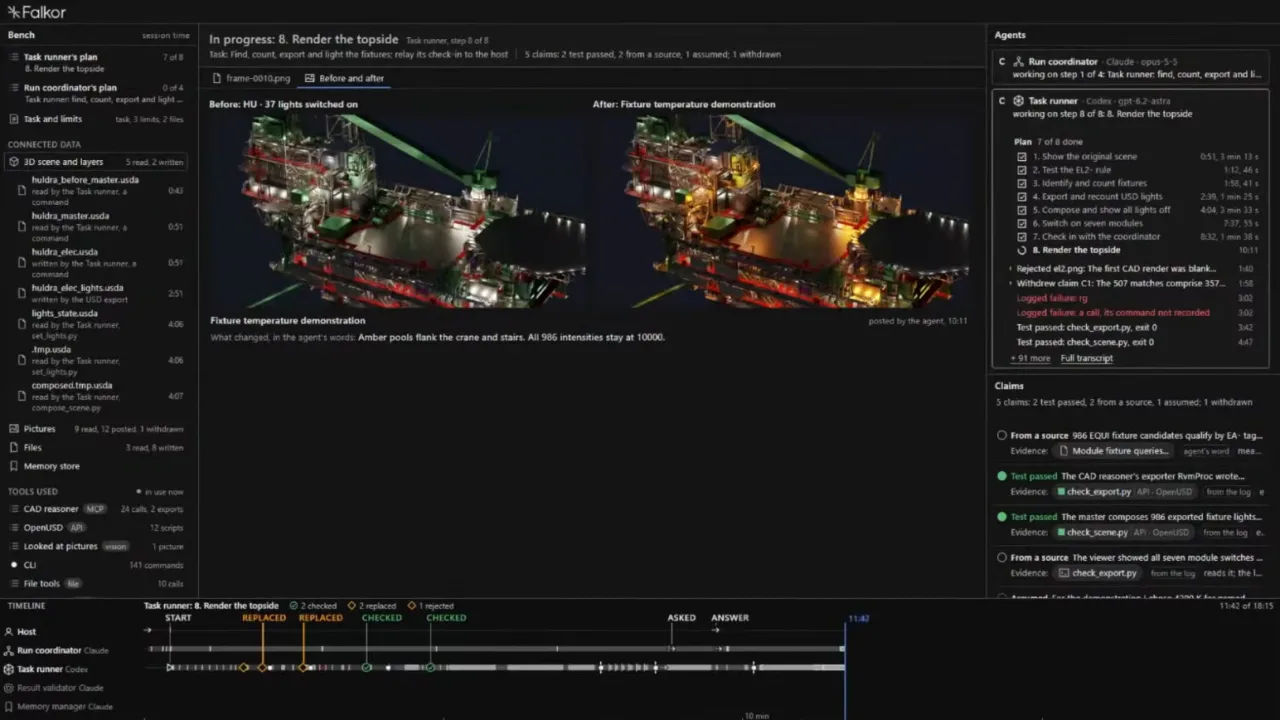 Falkor
Bench session time
Task runner's plan 7 of 8
8. Render the topside
Run coordinator's plan 0 of 4
Task runner: find, count, export and light ...
Task and limits task, 3 limits, 2 files
CONNECTED DATA
3D scene and layers 5 read, 2 written
huldra_before_master.usda
read by the Task runner, a command 0:43
huldra_master.usda
read by the Task runner, a command 0:51
huldra_elec.usda
written by the Task runner, a command 0:51
huldra_elec_lights.usda
written by the USD export 2:51
lights_state.usda
read by the Task runner, set_lights.py 4:06
.tmp.usda
read by the Task runner, set_lights.py 4:06
composed.tmp.usda
read by the Task runner, compose_scene.py 4:07
Pictures 9 read, 12 posted, 1 withdrawn
Files 3 read, 8 written
Memory store
TOOLS USED in use now
CAD reasoner MCP 24 calls, 2 exports
OpenUSD API 12 scripts
Looked at pictures vision 1 picture
CLI 141 commands
File tools file 10 calls
In progress: 8. Render the topside Task runner, step 8 of 8
Task: Find, count, export and light the fixtures; relay its check-in to the host 5 claims: 2 test passed, 2 from a source, 1 assumed; 1 withdrawn
frame-0010.png Before and after
Before: HU · 37 lights switched on After: Fixture temperature demonstration
Fixture temperature demonstration posted by the agent, 10:11
What changed, in the agent's words: Amber pools flank the crane and stairs. All 986 intensities stay at 10000.
Agents
C Run coordinator · Claude · opus-5-5
working on step 1 of 4: Task runner: find, count, export and li...
C Task runner · Codex · gpt-6.2-astra
working on step 8 of 8: 8. Render the topside
Plan 7 of 8 done
1. Show the original scene 0:51, 3 min 13 s
2. Test the EL2- rule 1:12, 46 s
3. Identify and count fixtures 1:58, 41 s
4. Export and recount USD lights 2:39, 1 min 25 s
5. Compose and show all lights off 4:04, 3 min 33 s
6. Switch on seven modules 7:37, 55 s
7. Check in with the coordinator 8:32, 1 min 38 s
8. Render the topside 10:11
Rejected el2.png: The first CAD render was blank... 1:40
Withdrew claim C1: The 507 matches comprise 357... 1:58
Logged failure: rg 3:02
Logged failure: a call, its command not recorded 3:02
Test passed: check_export.py, exit 0 3:42
Test passed: check_scene.py, exit 0 4:47
+ 91 more Full transcript
Claims
5 claims: 2 test passed, 2 from a source, 1 assumed; 1 withdrawn
From a source 986 EQUI fixture candidates qualify by EA- tag...
Evidence: Module fixture queries... agent's word mea...
Test passed The CAD reasoner's exporter RvmProc wrote...
Evidence: check_export.py API · OpenUSD from the log e
Test passed The master composes 986 exported fixture lights...
Evidence: check_scene.py API · OpenUSD from the log e..
From a source The viewer showed all seven module switches ...
Evidence: check_export.py from the log reads it; the l...
TIMELINE Task runner: 8. Render the topside 2 checked 2 replaced 1 rejected 11:42 of 18:15
START REPLACED REPLACED CHECKED CHECKED ASKED ANSWER 11:42
Host
Run coordinator Claude
Task runner Codex
Result validator Claude
Memory manager Claude
10 min